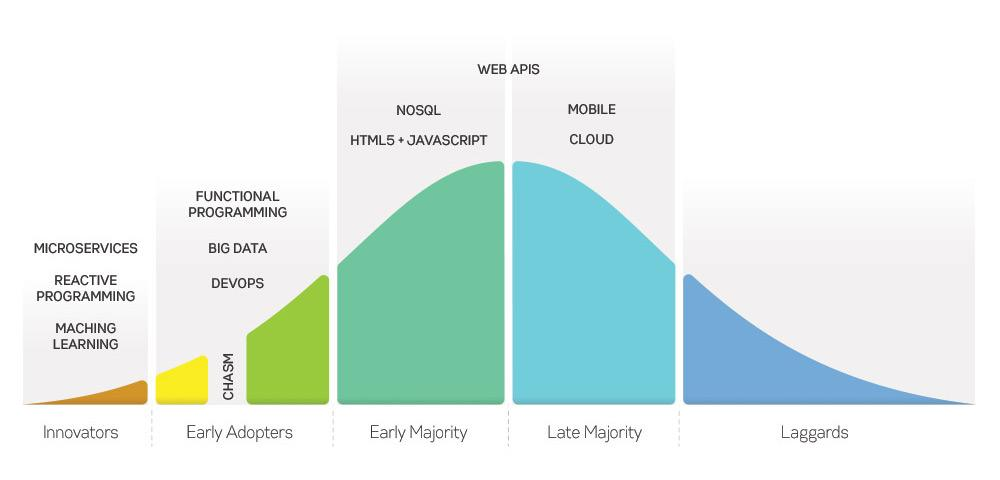 WEB APIS
NOSQL
HTML5 + JAVASCRIPT
MOBILE
CLOUD
FUNCTIONAL
PROGRAMMING
BIG DATA
DEVOPS
MICROSERVICES
REACTIVE
PROGRAMMING
MACHING
LEARNING
CHASM
Innovators
Early Adopters
Early Majority
Late Majority
Laggards